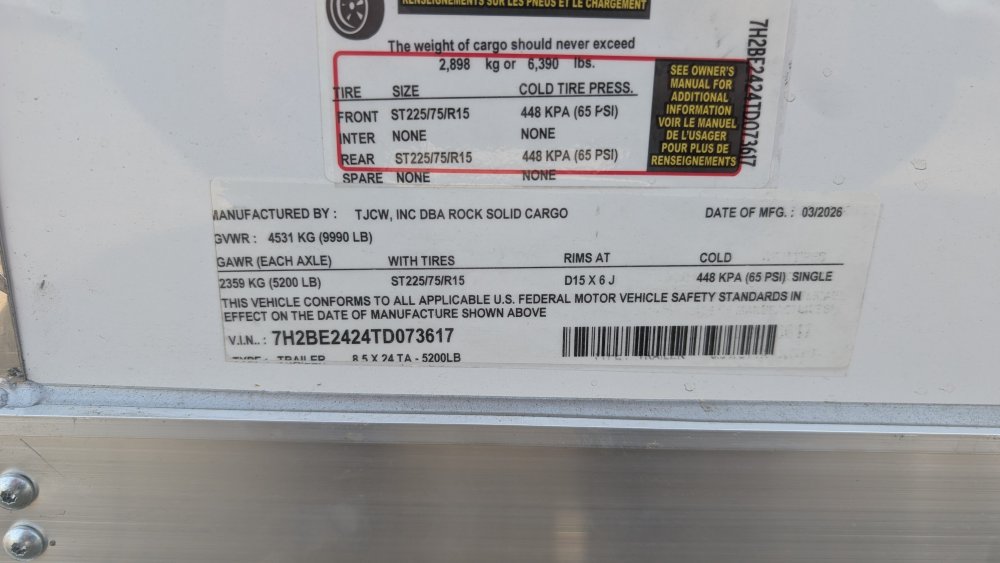 RENSEIGNEMENTS SUR LES PNEUS ET LE CHARGEMENT
The weight of cargo should never exceed
2,898 kg or 6,390 lbs.
TIRE SIZE COLD TIRE PRESS.
FRONT ST225/75/R15 448 KPA (65 PSI)
INTER NONE NONE
REAR ST225/75/R15 448 KPA (65 PSI)
SPARE NONE NONE
SEE OWNER'S
MANUAL FOR
ADDITIONAL
INFORMATION
VOIR LE MANUEL
DE L'USAGER
POUR PLUS DE
RENSEIGNEMENTS
7H2BE2424TD073617
MANUFACTURED BY : TJCW, INC DBA ROCK SOLID CARGO DATE OF MFG. : 03/2026
GVWR : 4531 KG (9990 LB)
GAWR (EACH AXLE) WITH TIRES RIMS AT COLD
2359 KG (5200 LB) ST225/75/R15 D15 X 6 J 448 KPA (65 PSI) SINGLE
THIS VEHICLE CONFORMS TO ALL APPLICABLE U.S. FEDERAL MOTOR VEHICLE SAFETY STANDARDS IN
EFFECT ON THE DATE OF MANUFACTURE SHOWN ABOVE
V.I.N.. : 7H2BE2424TD073617
TYPE : TRAILER 8.5 X 24 TA - 5200LB